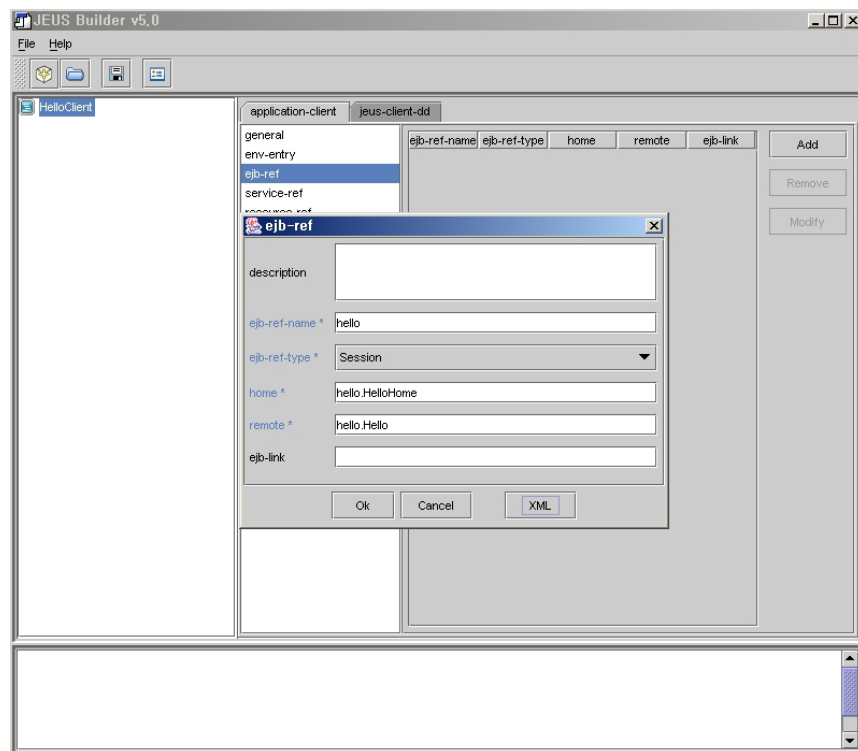 JEUS Builder v5.0
File Help
HelloClient
application-client jeus-client-dd
general
env-entry
ejb-ref
service-ref
resource-ref
ejb-ref-name ejb-ref-type home remote ejb-link
Add
Remove
Modify
ejb-ref
description
ejb-ref-name * hello
ejb-ref-type * Session
home * hello.HelloHome
remote * hello.Hello
ejb-link
Ok Cancel XML